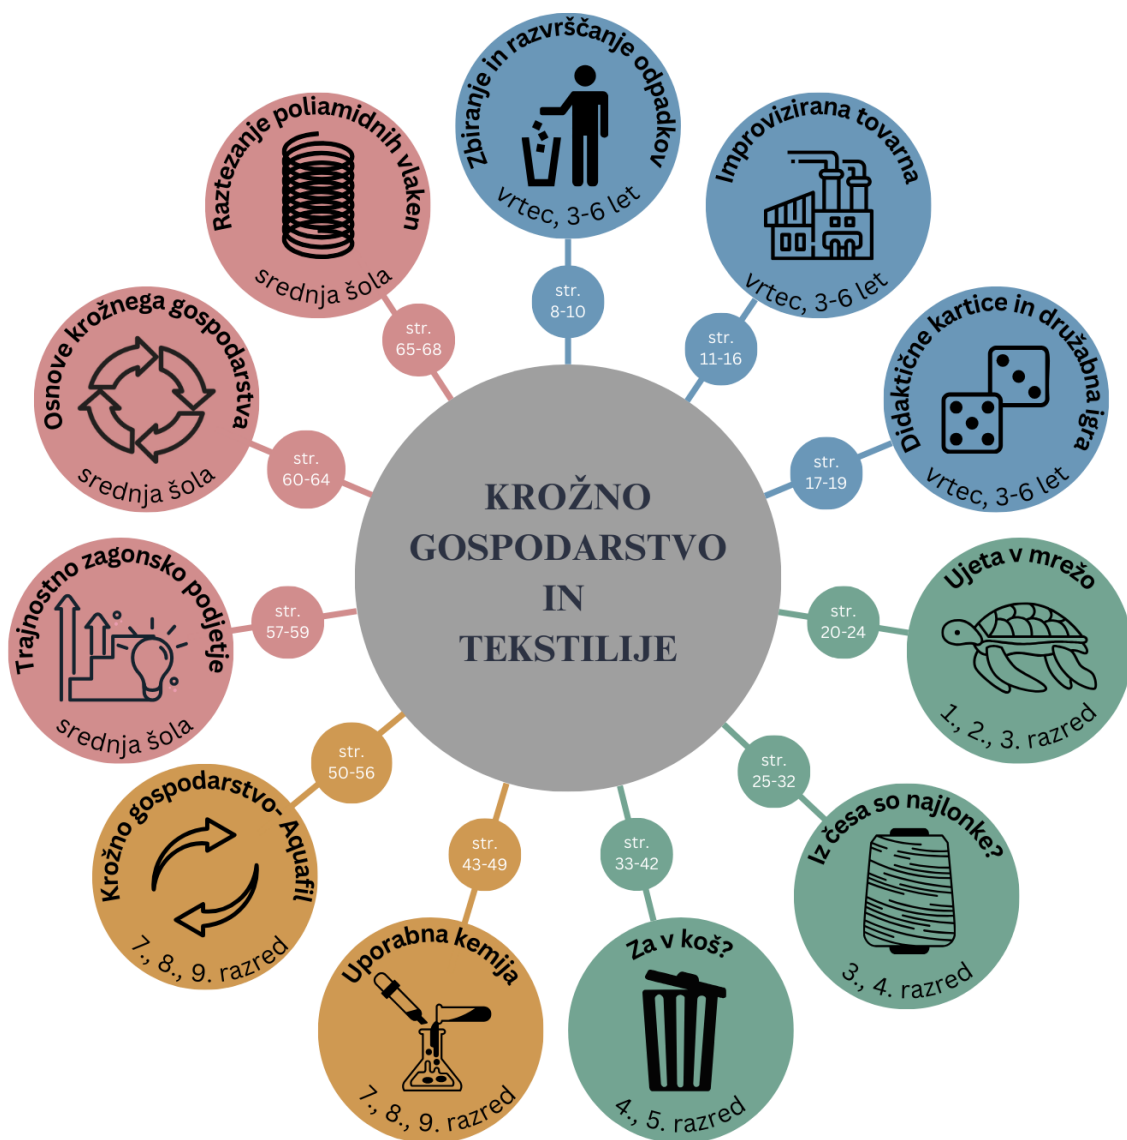 KROŽNO
GOSPODARSTVO
IN
TEKSTILIJE
Zbiranje in razvrščanje odpadkov
vrtec, 3-6 let
str.
8-10
Improvizirana tovarna
vrtec, 3-6 let
str.
11-16
Didaktične kartice in družabna igra
vrtec, 3-6 let
str.
17-19
Ujeta v mrežo
1., 2., 3. razred
str.
20-24
Iz česa so najlonke?
3., 4. razred
str.
25-32
Za v koš?
4., 5. razred
str.
33-42
Uporabna kemija
7., 8., 9. razred
str.
43-49
Krožno gospodarstvo- Aquafil
7., 8., 9. razred
str.
50-56
Trajnostno zagonsko podjetje
srednja šola
str.
57-59
Osnove krožnega gospodarstva
srednja šola
str.
60-64
Raztezanje poliamidnih vlaken
srednja šola
str.
65-68